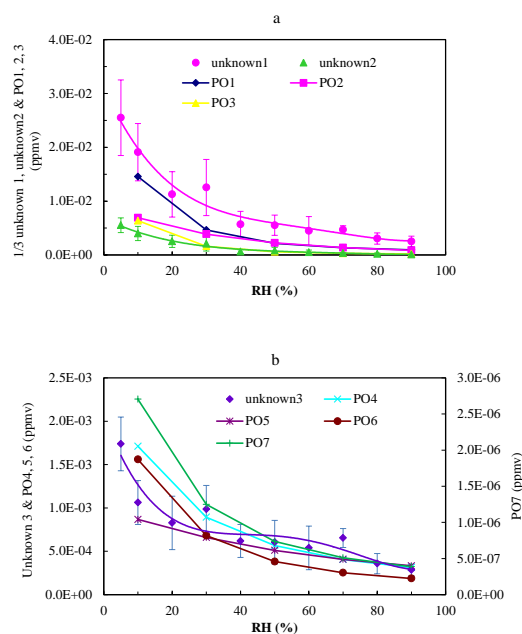 a
1/3 unknown 1, unknown2 & PO1, 2, 3
(ppmv)
4.0E-02
3.0E-02
2.0E-02
1.0E-02
0.0E+00
unknown1
unknown2
PO1
PO2
PO3
0
20
40
60
80
100
RH (%)
b
Unknown 3 & PO4, 5, 6 (ppmv)
2.5E-03
2.0E-03
1.5E-03
1.0E-03
5.0E-04
0.0E+00
unknown3
PO4
PO5
PO6
PO7
3.0E-06
2.5E-06
2.0E-06
1.5E-06
1.0E-06
5.0E-07
0.0E+00
PO7 (ppmv)
0
20
40
60
80
100
RH (%)